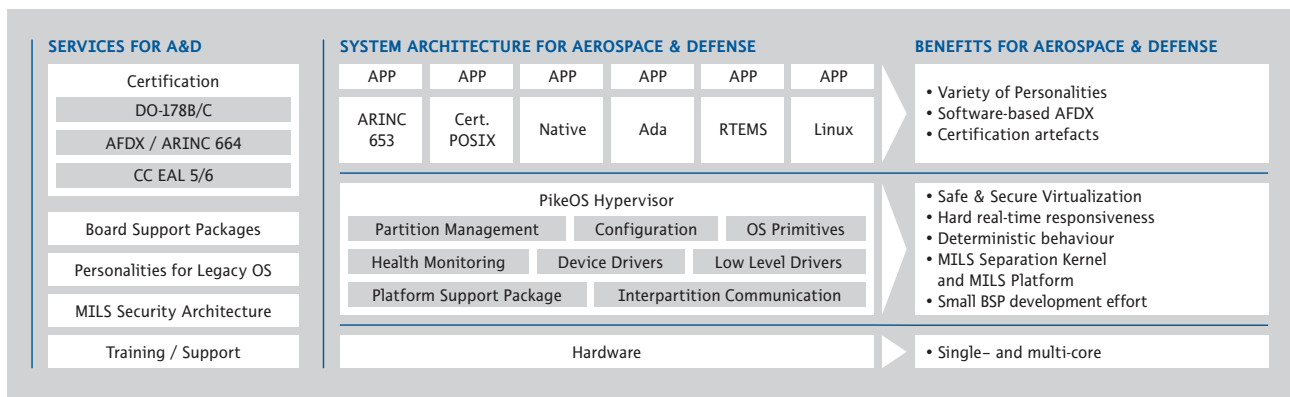 SERVICES FOR A&D
Certification
DO-178B/C
AFDX / ARINC 664
CC EAL 5/6
Board Support Packages
Personalities for Legacy OS
MILS Security Architecture
Training / Support
SYSTEM ARCHITECTURE FOR AEROSPACE & DEFENSE
APP APP APP APP APP APP
ARINC
653
Cert.
POSIX
Native
Ada
RTEMS
Linux
PikeOS Hypervisor
Partition Management Configuration OS Primitives
Health Monitoring Device Drivers Low Level Drivers
Platform Support Package Interpartition Communication
Hardware
BENEFITS FOR AEROSPACE & DEFENSE
• Variety of Personalities
• Software-based AFDX
• Certification artefacts
• Safe & Secure Virtualization
• Hard real-time responsiveness
• Deterministic behaviour
• MILS Separation Kernel
and MILS Platform
• Small BSP development effort
• Single– and multi-core